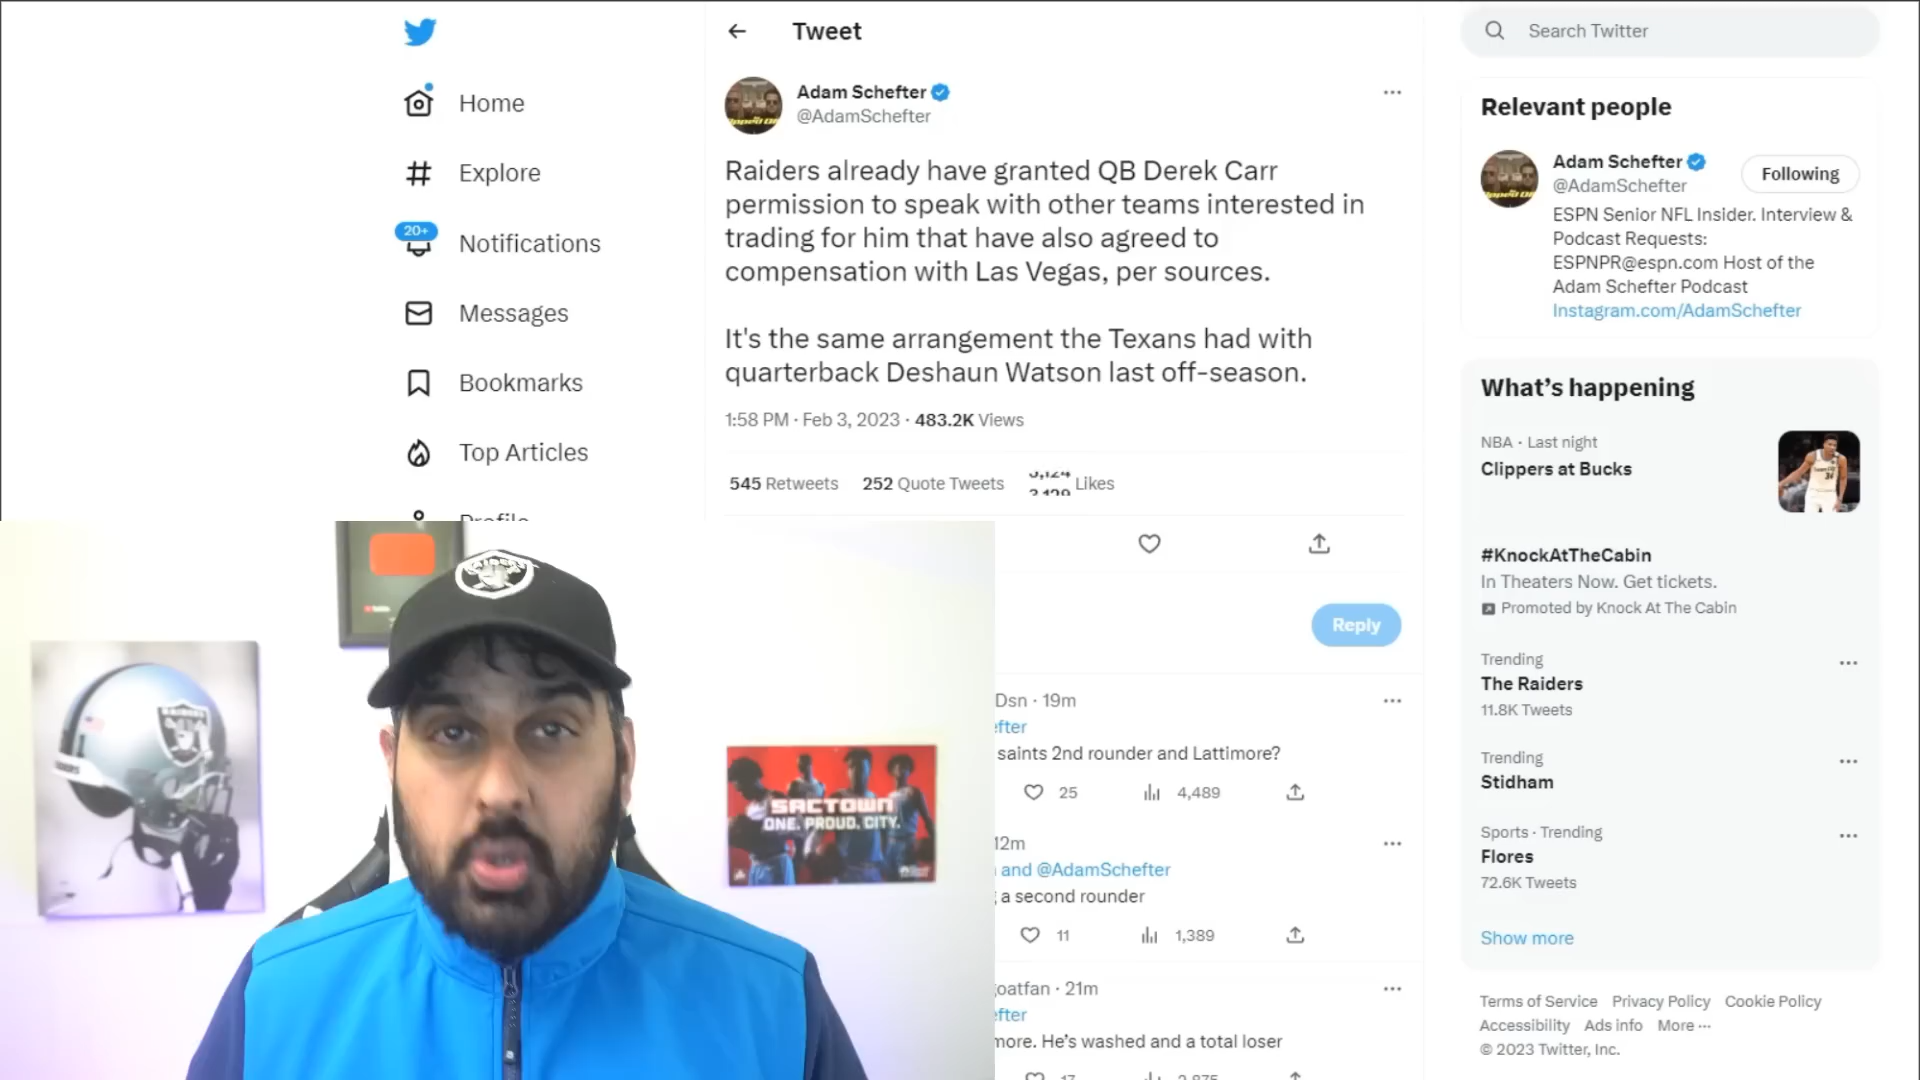 Tweet
Search Twitter
Home
Explore
20+
Notifications
Messages
Bookmarks
Top Articles
Profile
Adam Schefter
@AdamSchefter
Raiders already have granted QB Derek Carr
permission to speak with other teams interested in
trading for him that have also agreed to
compensation with Las Vegas, per sources.
It's the same arrangement the Texans had with
quarterback Deshaun Watson last off-season.
1:58 PM · Feb 3, 2023 · 483.2K Views
545 Retweets 252 Quote Tweets Likes
Reply
Dsn · 19m
efter
saints 2nd rounder and Lattimore?
25 4,489
12m
and @AdamSchefter
a second rounder
11 1,389
goatfan · 21m
efter
more. He's washed and a total loser
17 2,875
Relevant people
Adam Schefter
@AdamSchefter
Following
ESPN Senior NFL Insider. Interview &
Podcast Requests:
ESPNPR@espn.com Host of the
Adam Schefter Podcast
Instagram.com/AdamSchefter
What's happening
NBA · Last night
Clippers at Bucks
#KnockAtTheCabin
In Theaters Now. Get tickets.
Promoted by Knock At The Cabin
Trending
The Raiders
11.8K Tweets
Trending
Stidham
Sports · Trending
Flores
72.6K Tweets
Show more
Terms of Service Privacy Policy Cookie Policy
Accessibility Ads info More ···
© 2023 Twitter, Inc.
RAIDERS
RAIDERS
SACTOWN
ONE. PROUD. CITY.